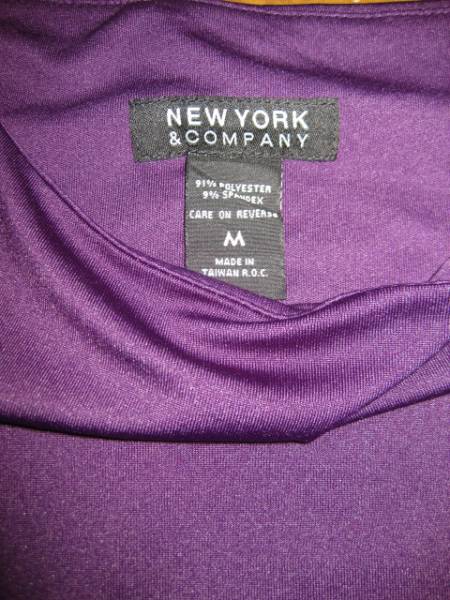 NEW YORK
& COMPANY
91% POLYESTER
9% SPANDEX
CARE ON REVERSE
M
MADE IN
TAIWAN R.O.C.